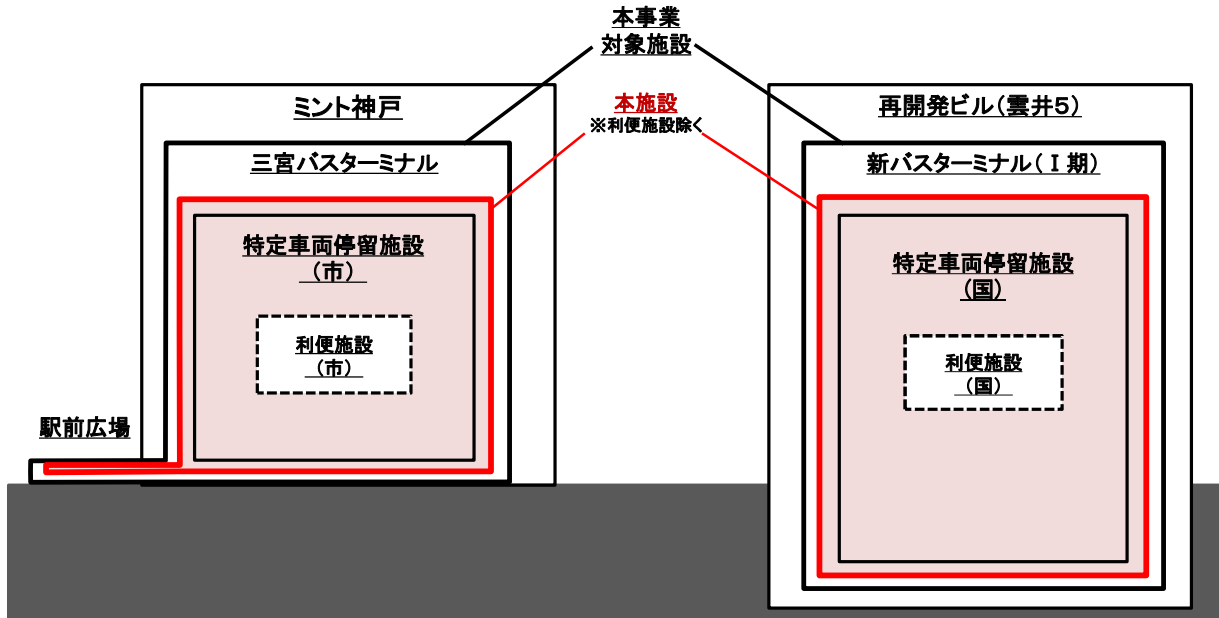 本事業
対象施設
ミント神戸
本施設
※利便施設除く
再開発ビル(雲井5)
三宮バスターミナル
新バスターミナル(Ⅰ期)
特定車両停留施設
(市)
特定車両停留施設
(国)
利便施設
(市)
利便施設
(国)
駅前広場